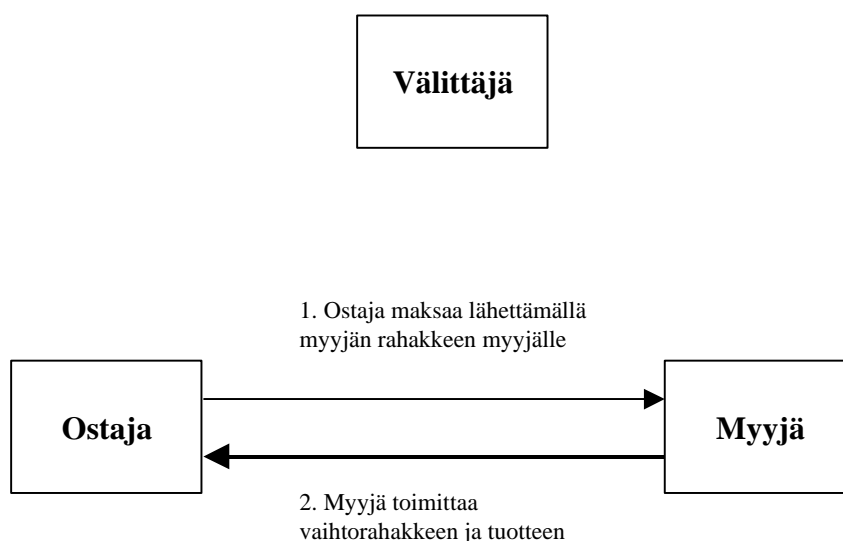 Välittäjä
1. Ostaja maksaa lähettämällä
myyjän rahakkeen myyjälle
Ostaja
Myyjä
2. Myyjä toimittaa
vaihtorahakkeen ja tuotteen